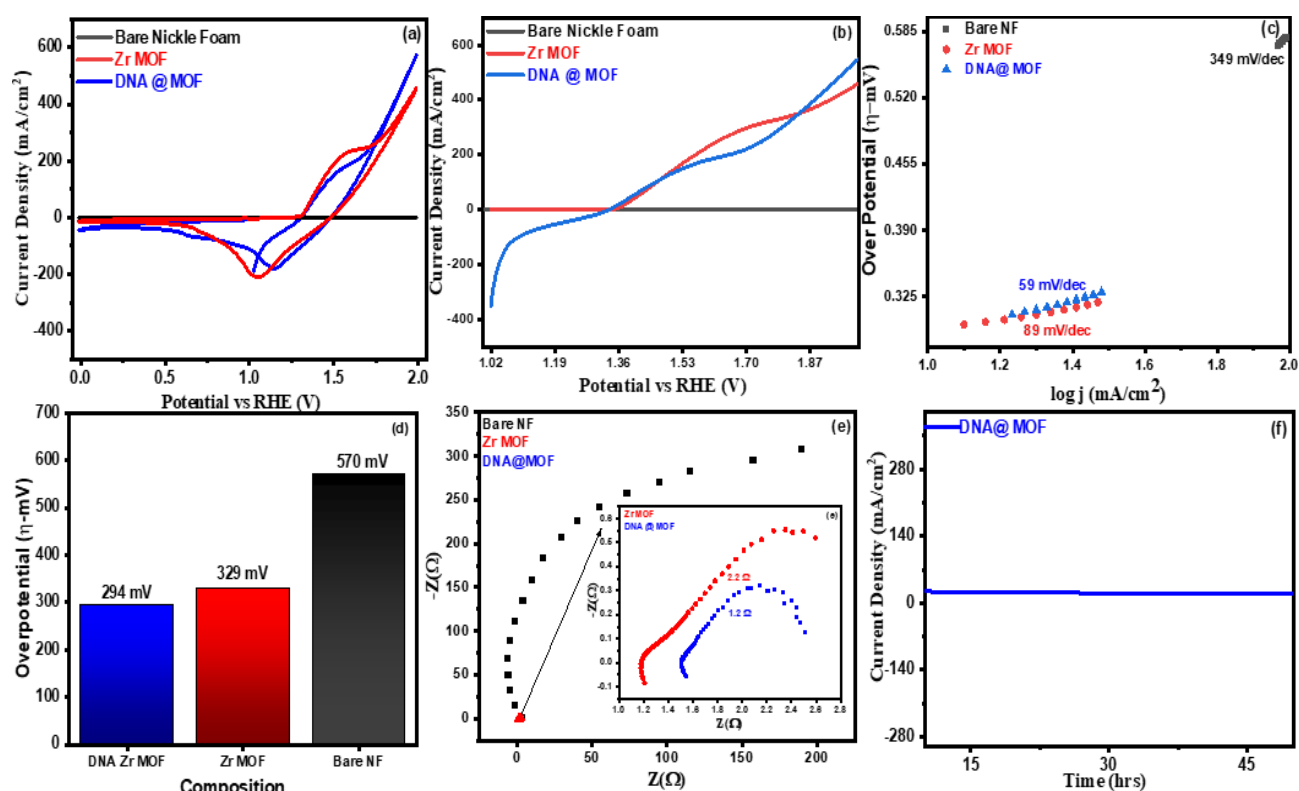 (a)
Bare Nickle Foam
Zr MOF
DNA @ MOF
Current Density (mA/cm²)
600
400
200
0
-200
-400
0.0 0.5 1.0 1.5 2.0
Potential vs RHE (V)
(b)
Bare Nickle Foam
Zr MOF
DNA @ MOF
Current Density (mA/cm²)
600
400
200
0
-200
-400
1.02 1.19 1.36 1.53 1.70 1.87
Potential vs RHE (V)
(c)
Bare NF
Zr MOF
DNA@ MOF
349 mV/dec
59 mV/dec
89 mV/dec
Over Potential (η−mV)
0.585
0.520
0.455
0.390
0.325
1.0 1.2 1.4 1.6 1.8 2.0
log j (mA/cm²)
(d)
Overpotential (η-mV)
700
600
500
400
300
200
100
0
294 mV
329 mV
570 mV
DNA Zr MOF Zr MOF Bare NF
Composition
(e)
Bare NF
Zr MOF
DNA@MOF
-Z(Ω)
350
300
250
200
150
100
50
0
0 50 100 150 200
Z(Ω)
Zr MOF
DNA @ MOF
(e)
2.2 Ω
1.2 Ω
-Z(Ω)
0.6
0.5
0.4
0.3
0.2
0.1
0.0
-0.1
1.0 1.2 1.4 1.6 1.8 2.0 2.2 2.4 2.6 2.8
Z(Ω)
(f)
DNA@ MOF
Current Density (mA/cm²)
280
140
0
-140
-280
15 30 45
Time (hrs)